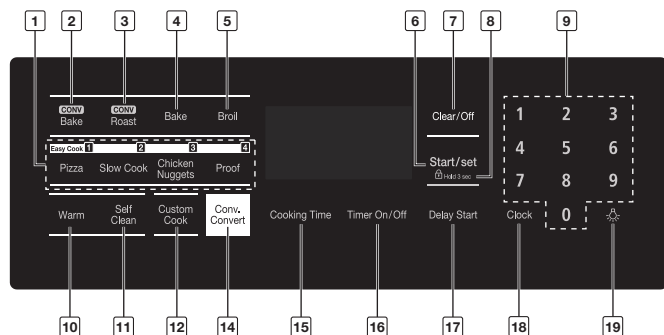 1 2 3 4 5 6 7 8 9
CONV Bake
CONV Roast
Bake
Broil
Clear/Off
1 2 3
Easy Cook 1 2 3 4
Pizza
Slow Cook
Chicken
Nuggets
Proof
Start/set
Hold 3 sec
4 5 6
7 8 9
Warm
Self
Clean
Custom
Cook
Conv.
Convert
Cooking Time
Timer On/Off
Delay Start
Clock
0
10 11 12 14 15 16 17 18 19